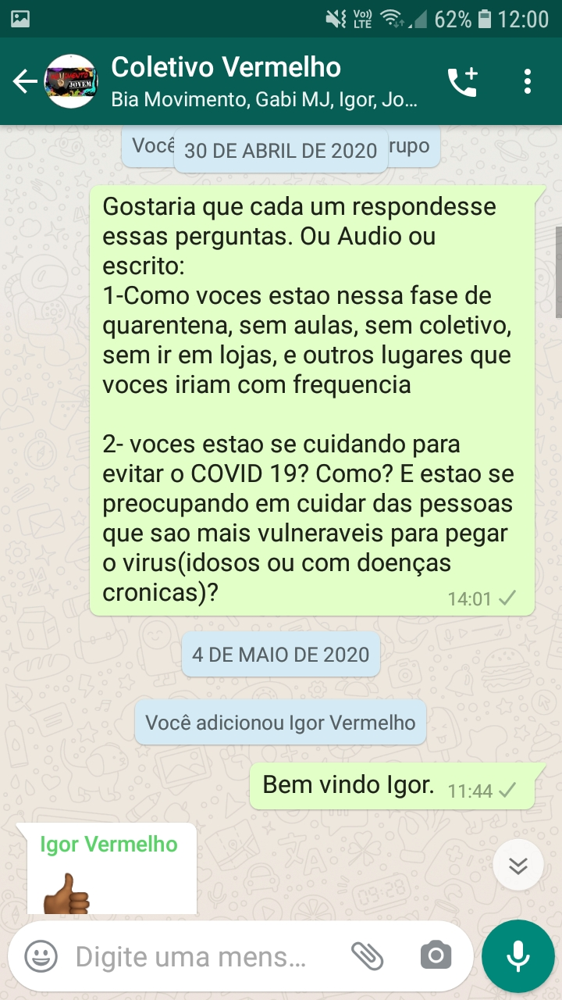 Vo))
LTE
62%
12:00
Coletivo Vermelho
Bia Movimento, Gabi MJ, Igor, Jo...
JOVEM
Você
rupo
30 DE ABRIL DE 2020
Gostaria que cada um respondesse
essas perguntas. Ou Audio ou
escrito:
1-Como voces estao nessa fase de
quarentena, sem aulas, sem coletivo,
sem ir em lojas, e outros lugares que
voces iriam com frequencia
2- voces estao se cuidando para
evitar o COVID 19? Como? E estao se
preocupando em cuidar das pessoas
que sao mais vulneraveis para pegar
o virus(idosos ou com doenças
cronicas)?
14:01
4 DE MAIO DE 2020
Você adicionou Igor Vermelho
Bem vindo Igor.
11:44
Igor Vermelho
Digite uma mens...